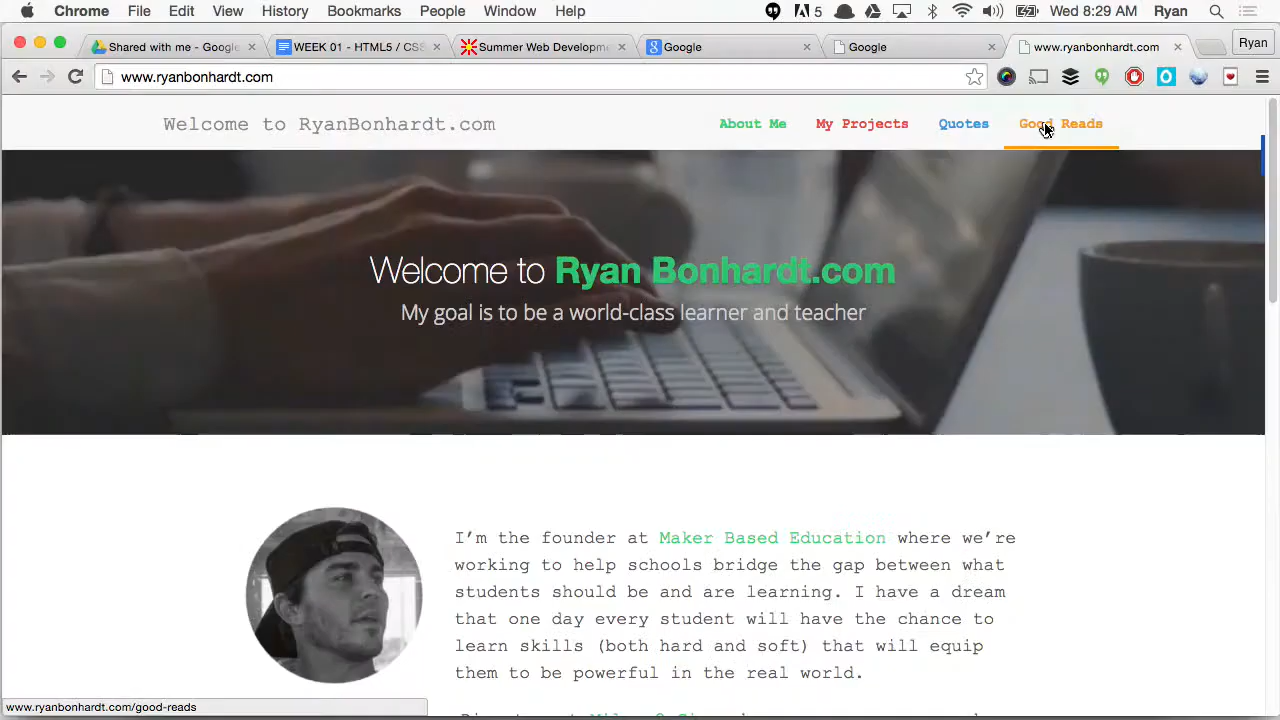 Chrome File Edit View History Bookmarks People Window Help 5 Wed 8:29 AM Ryan
Shared with me - Google WEEK 01 - HTML5 / CSS Summer Web Developme Google Google www.ryanbonhardt.com Ryan
www.ryanbonhardt.com
Welcome to RyanBonhardt.com About Me My Projects Quotes Good Reads
Welcome to Ryan Bonhardt.com
My goal is to be a world-class learner and teacher
I'm the founder at Maker Based Education where we're
working to help schools bridge the gap between what
students should be and are learning. I have a dream
that one day every student will have the chance to
learn skills (both hard and soft) that will equip
them to be powerful in the real world.
www.ryanbonhardt.com/good-reads